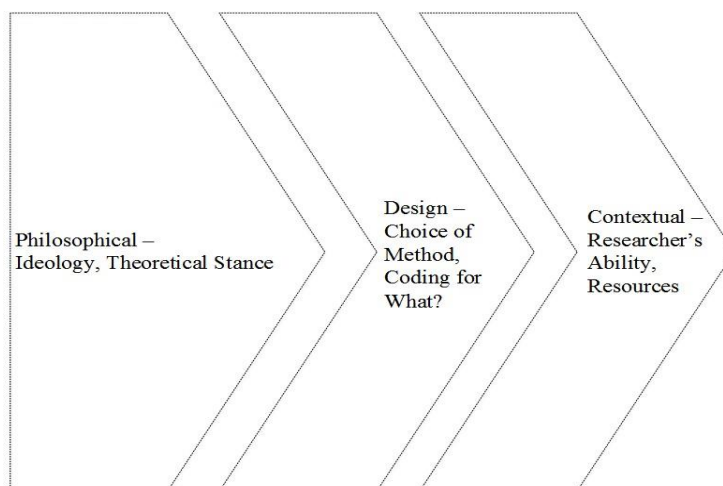 Philosophical –
Ideology, Theoretical Stance
Design –
Choice of
Method,
Coding for
What?
Contextual –
Researcher’s
Ability,
Resources